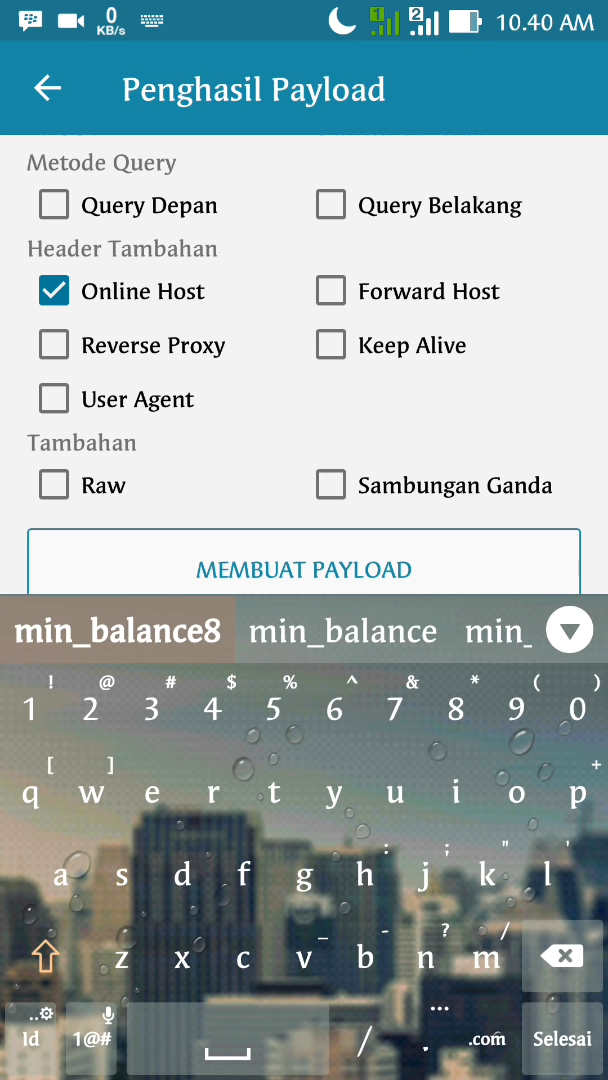 0
KB/s
1
2
10.40 AM
Penghasil Payload
Metode Query
Query Depan Query Belakang
Header Tambahan
Online Host Forward Host
Reverse Proxy Keep Alive
User Agent
Tambahan
Raw Sambungan Ganda
MEMBUAT PAYLOAD
min_balance8 min_balance min_
! @ # $ % ^ & * ( )
1 2 3 4 5 6 7 8 9 0
[ ] +
q w e r t y u i o p
: ; " '
a s d f g h j k l
_ - ? /
z x c v b n m
...
Id 1@# / . .com Selesai